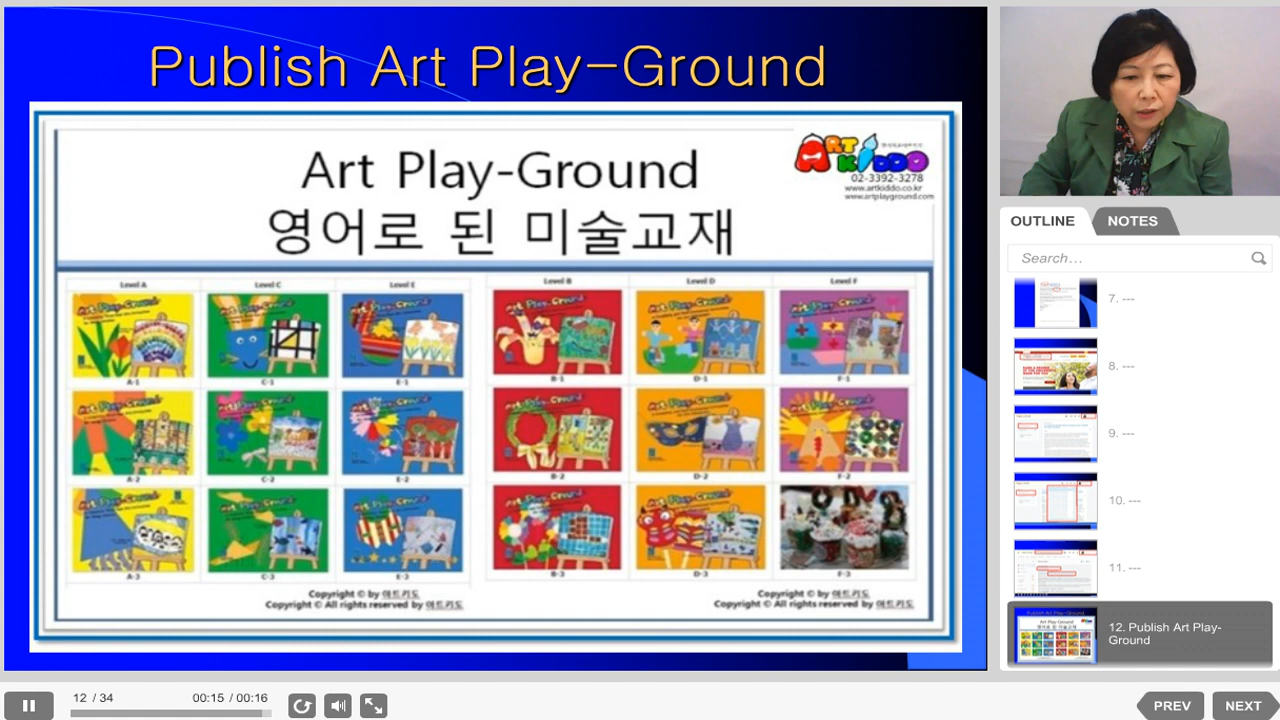 Publish Art Play-Ground
Art Play-Ground
영어로 된 미술교재
ART KIDDO
02-3392-3278
www.artkiddo.co.kr
www.artplayground.com
Level A
Level C
Level E
Level B
Level D
Level F
A-1
C-1
E-1
B-1
D-1
F-1
A-2
C-2
E-2
B-2
D-2
F-2
A-3
C-3
E-3
B-3
D-3
F-3
Copyright © by 아트키도
Copyright © All rights reserved by 아트키도
Copyright © by 아트키도
Copyright © All rights reserved by 아트키도
OUTLINE
NOTES
Search...
7. ---
8. ---
9. ---
10. ---
11. ---
12. Publish Art Play-
Ground
12 / 34
00:15 / 00:16
PREV
NEXT